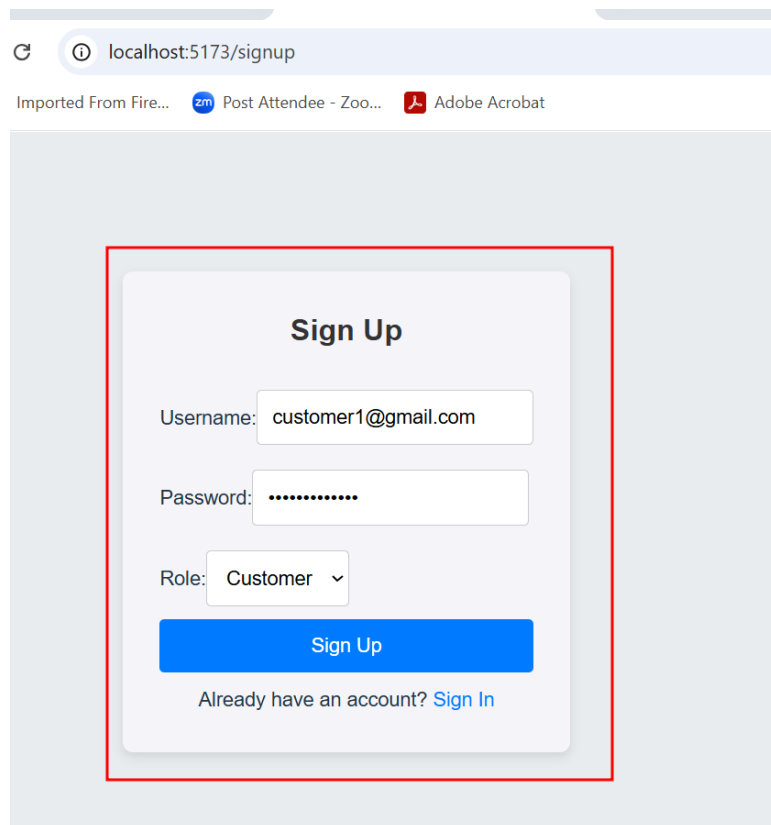 localhost:5173/signup
Imported From Fire... zm Post Attendee - Zoo... Adobe Acrobat
Sign Up
Username: customer1@gmail.com
Password: •••••••••••••
Role: Customer
Sign Up
Already have an account? Sign In